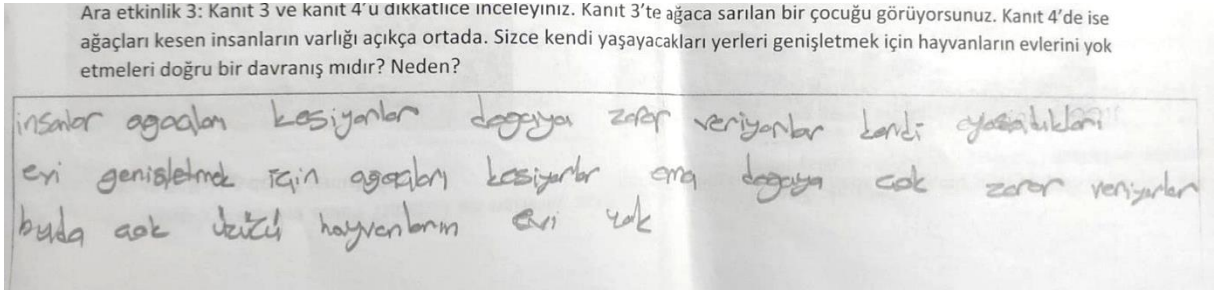 Ara etkinlik 3: Kanıt 3 ve kanıt 4'ü dikkatlice inceleyiniz. Kanıt 3'te ağaca sarılan bir çocuğu görüyorsunuz. Kanıt 4'de ise
ağaçları kesen insanların varlığı açıkça ortada. Sizce kendi yaşayacakları yerleri genişletmek için hayvanların evlerini yok
etmeleri doğru bir davranış mıdır? Neden?
insanlar agaçları kesiyorlar dogaya zarar veriyorlar kendi yasadıkları
evi genişletmek için agaçları kesiyorlar ama dogaya cok zarar veriyorlar
buda cok üzücü hayvanların evi yok